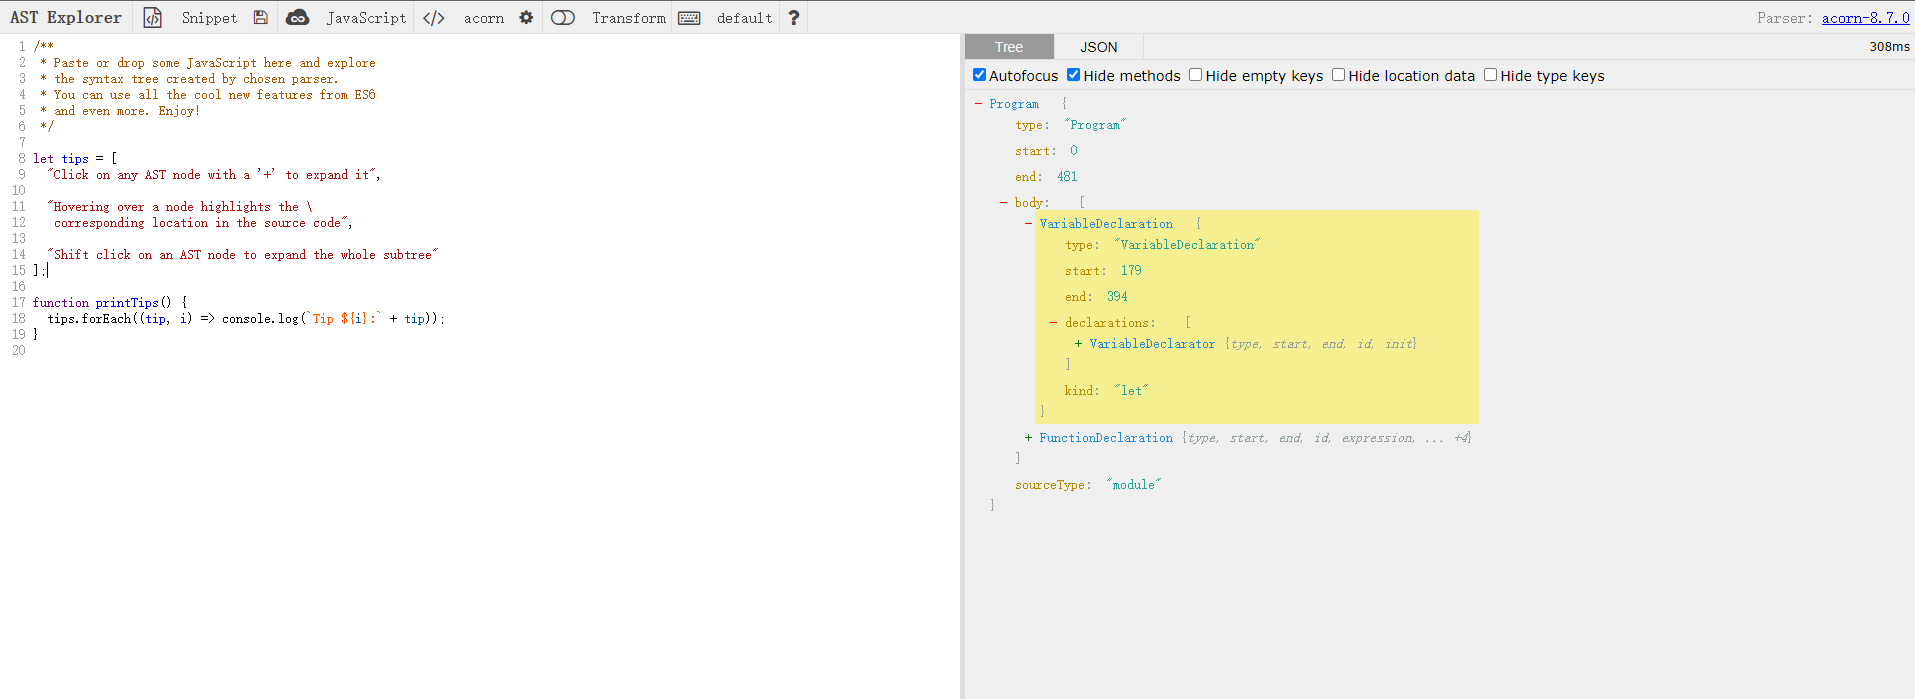 AST Explorer Snippet JavaScript </> acorn Transform default ? Parser: acorn-8.7.0
1 /**
2  * Paste or drop some JavaScript here and explore
3  * the syntax tree created by chosen parser.
4  * You can use all the cool new features from ES6
5  * and even more. Enjoy!
6  */
7
8 let tips = [
9   "Click on any AST node with a '+' to expand it",
10
11   "Hovering over a node highlights the \
12    corresponding location in the source code",
13
14   "Shift click on an AST node to expand the whole subtree"
15 ];
16
17 function printTips() {
18   tips.forEach((tip, i) => console.log(`Tip ${i}:` + tip));
19 }
20
Tree JSON 308ms
Autofocus Hide methods Hide empty keys Hide location data Hide type keys
- Program {
type: "Program"
start: 0
end: 481
- body: [
- VariableDeclaration {
type: "VariableDeclaration"
start: 179
end: 394
- declarations: [
+ VariableDeclarator {type, start, end, id, init}
]
kind: "let"
}
+ FunctionDeclaration {type, start, end, id, expression, ... +4}
]
sourceType: "module"
}